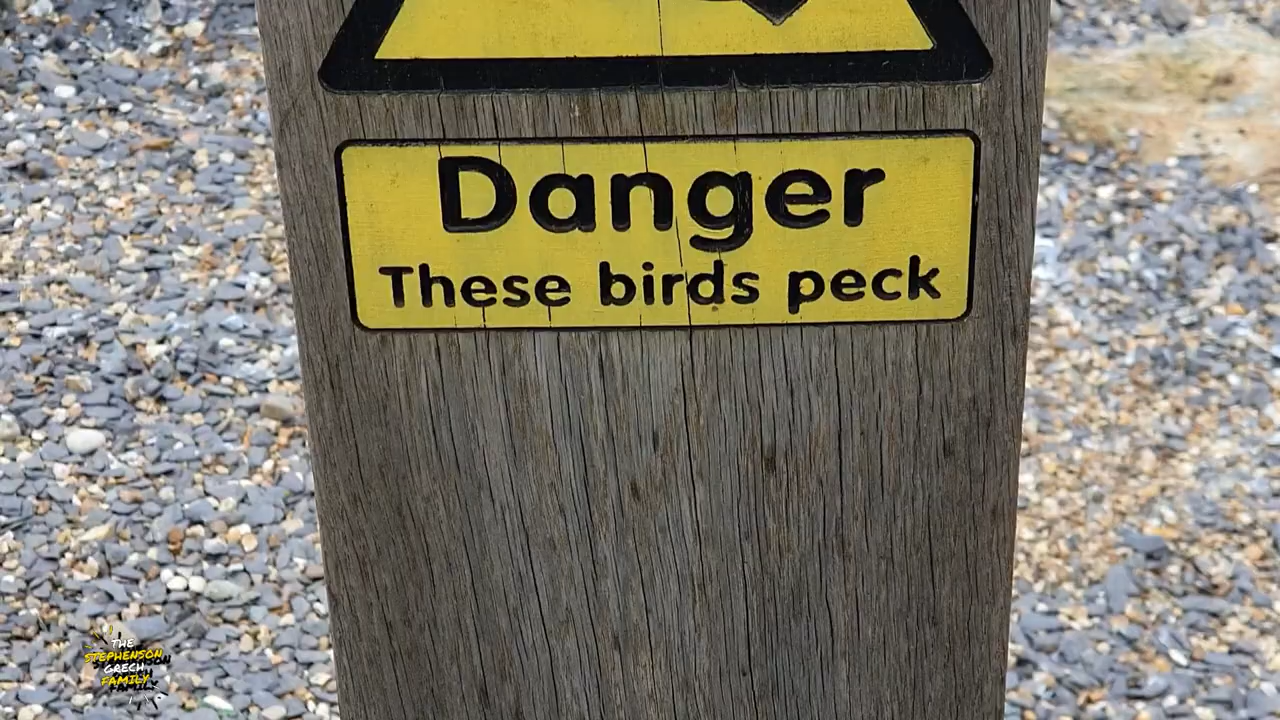 Danger
These birds peck
THE
STEPHENSON
GRECH
FAMILY